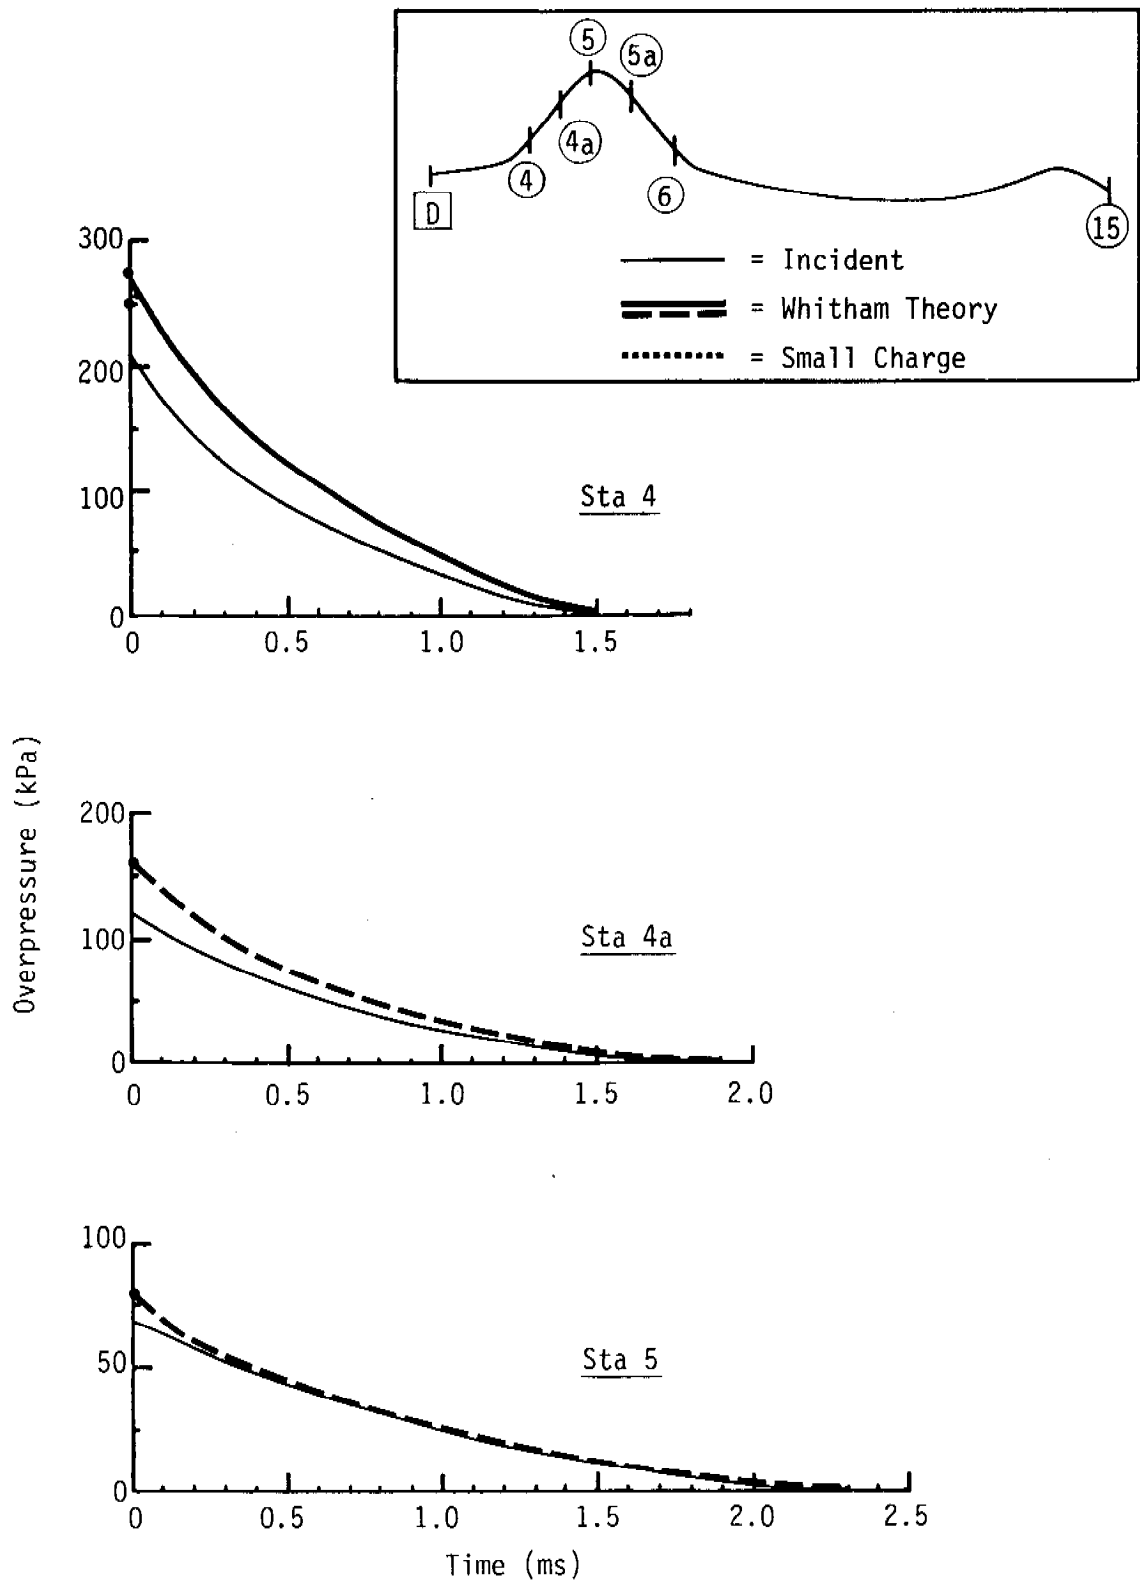 5
5a
4a
4
6
D
15
= Incident
= Whitham Theory
= Small Charge
300
200
100
0
Sta 4
0 0.5 1.0 1.5
Overpressure (kPa)
200
100
0
Sta 4a
0 0.5 1.0 1.5 2.0
100
50
0
Sta 5
0 0.5 1.0 1.5 2.0 2.5
Time (ms)